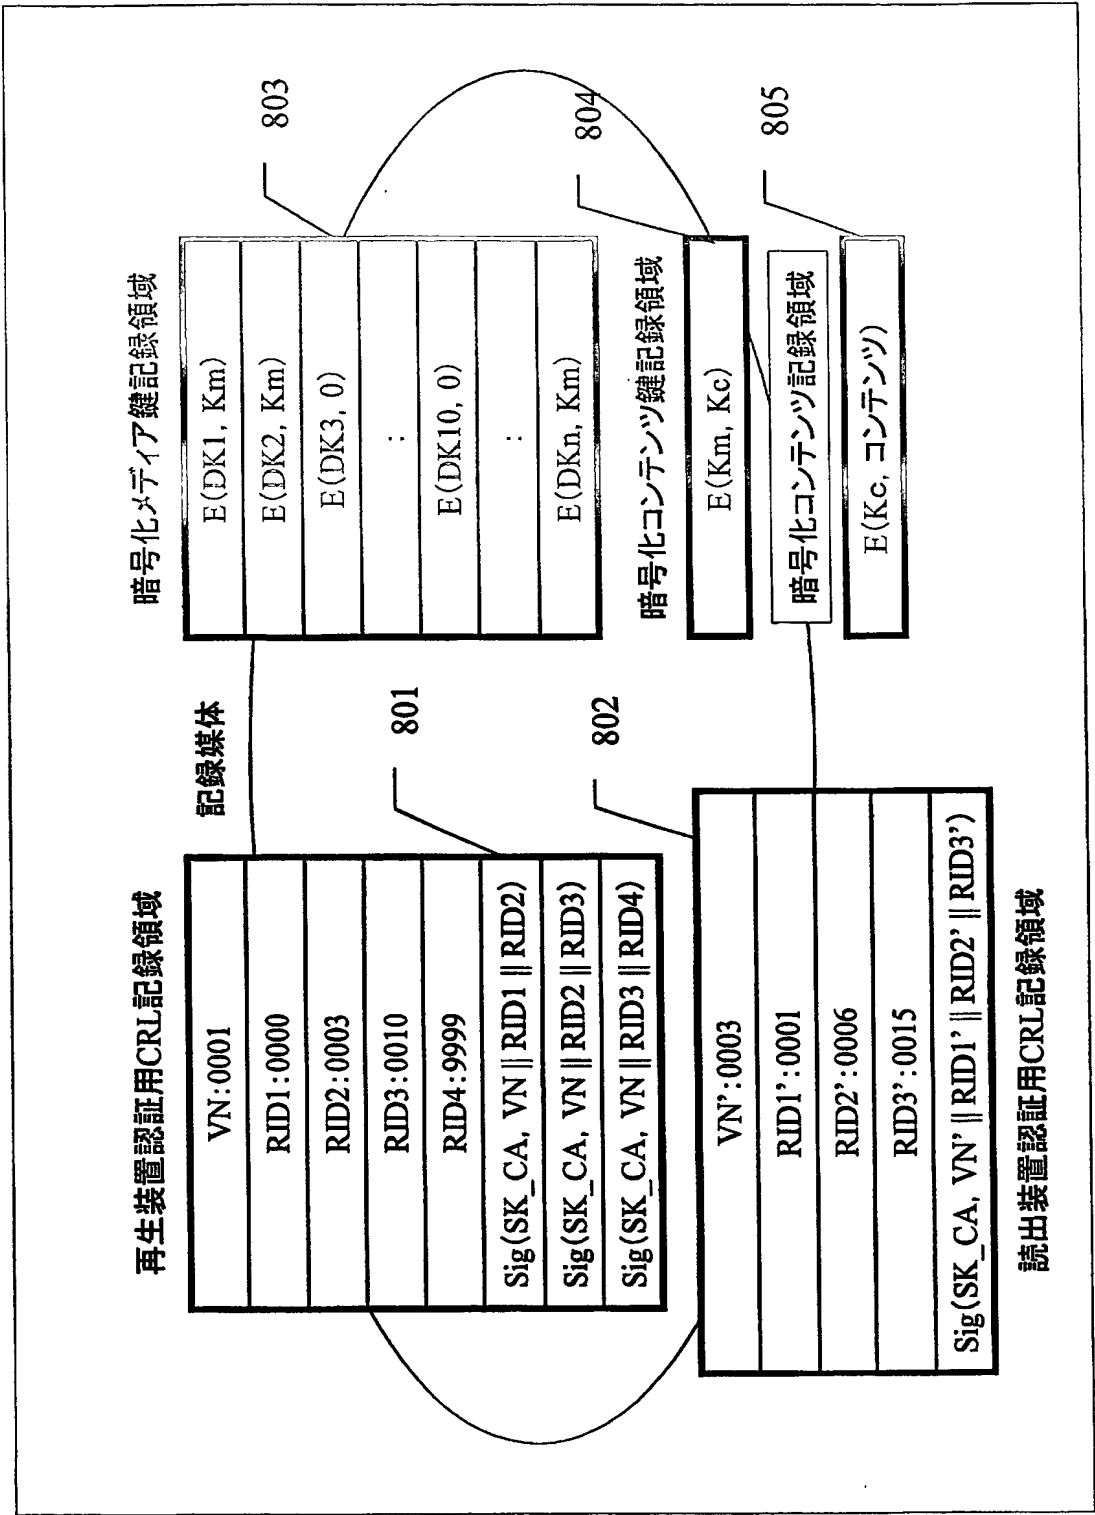 記録媒体
再生装置認証用CRL記録領域
VN:0001
RID1:0000
RID2:0003
RID3:0010
RID4:9999
Sig(SK_CA, VN || RID1 || RID2)
Sig(SK_CA, VN || RID2 || RID3)
Sig(SK_CA, VN || RID3 || RID4)
801
802
VN':0003
RID1':0001
RID2':0006
RID3':0015
Sig(SK_CA, VN' || RID1' || RID2' || RID3')
読出装置認証用CRL記録領域
暗号化メディア鍵記録領域
E(DK1, Km)
E(DK2, Km)
E(DK3, 0)
:
E(DK10, 0)
:
E(DKn, Km)
803
暗号化コンテンツ鍵記録領域
E(Km, Kc)
804
暗号化コンテンツ記録領域
E(Kc, コンテンツ)
805